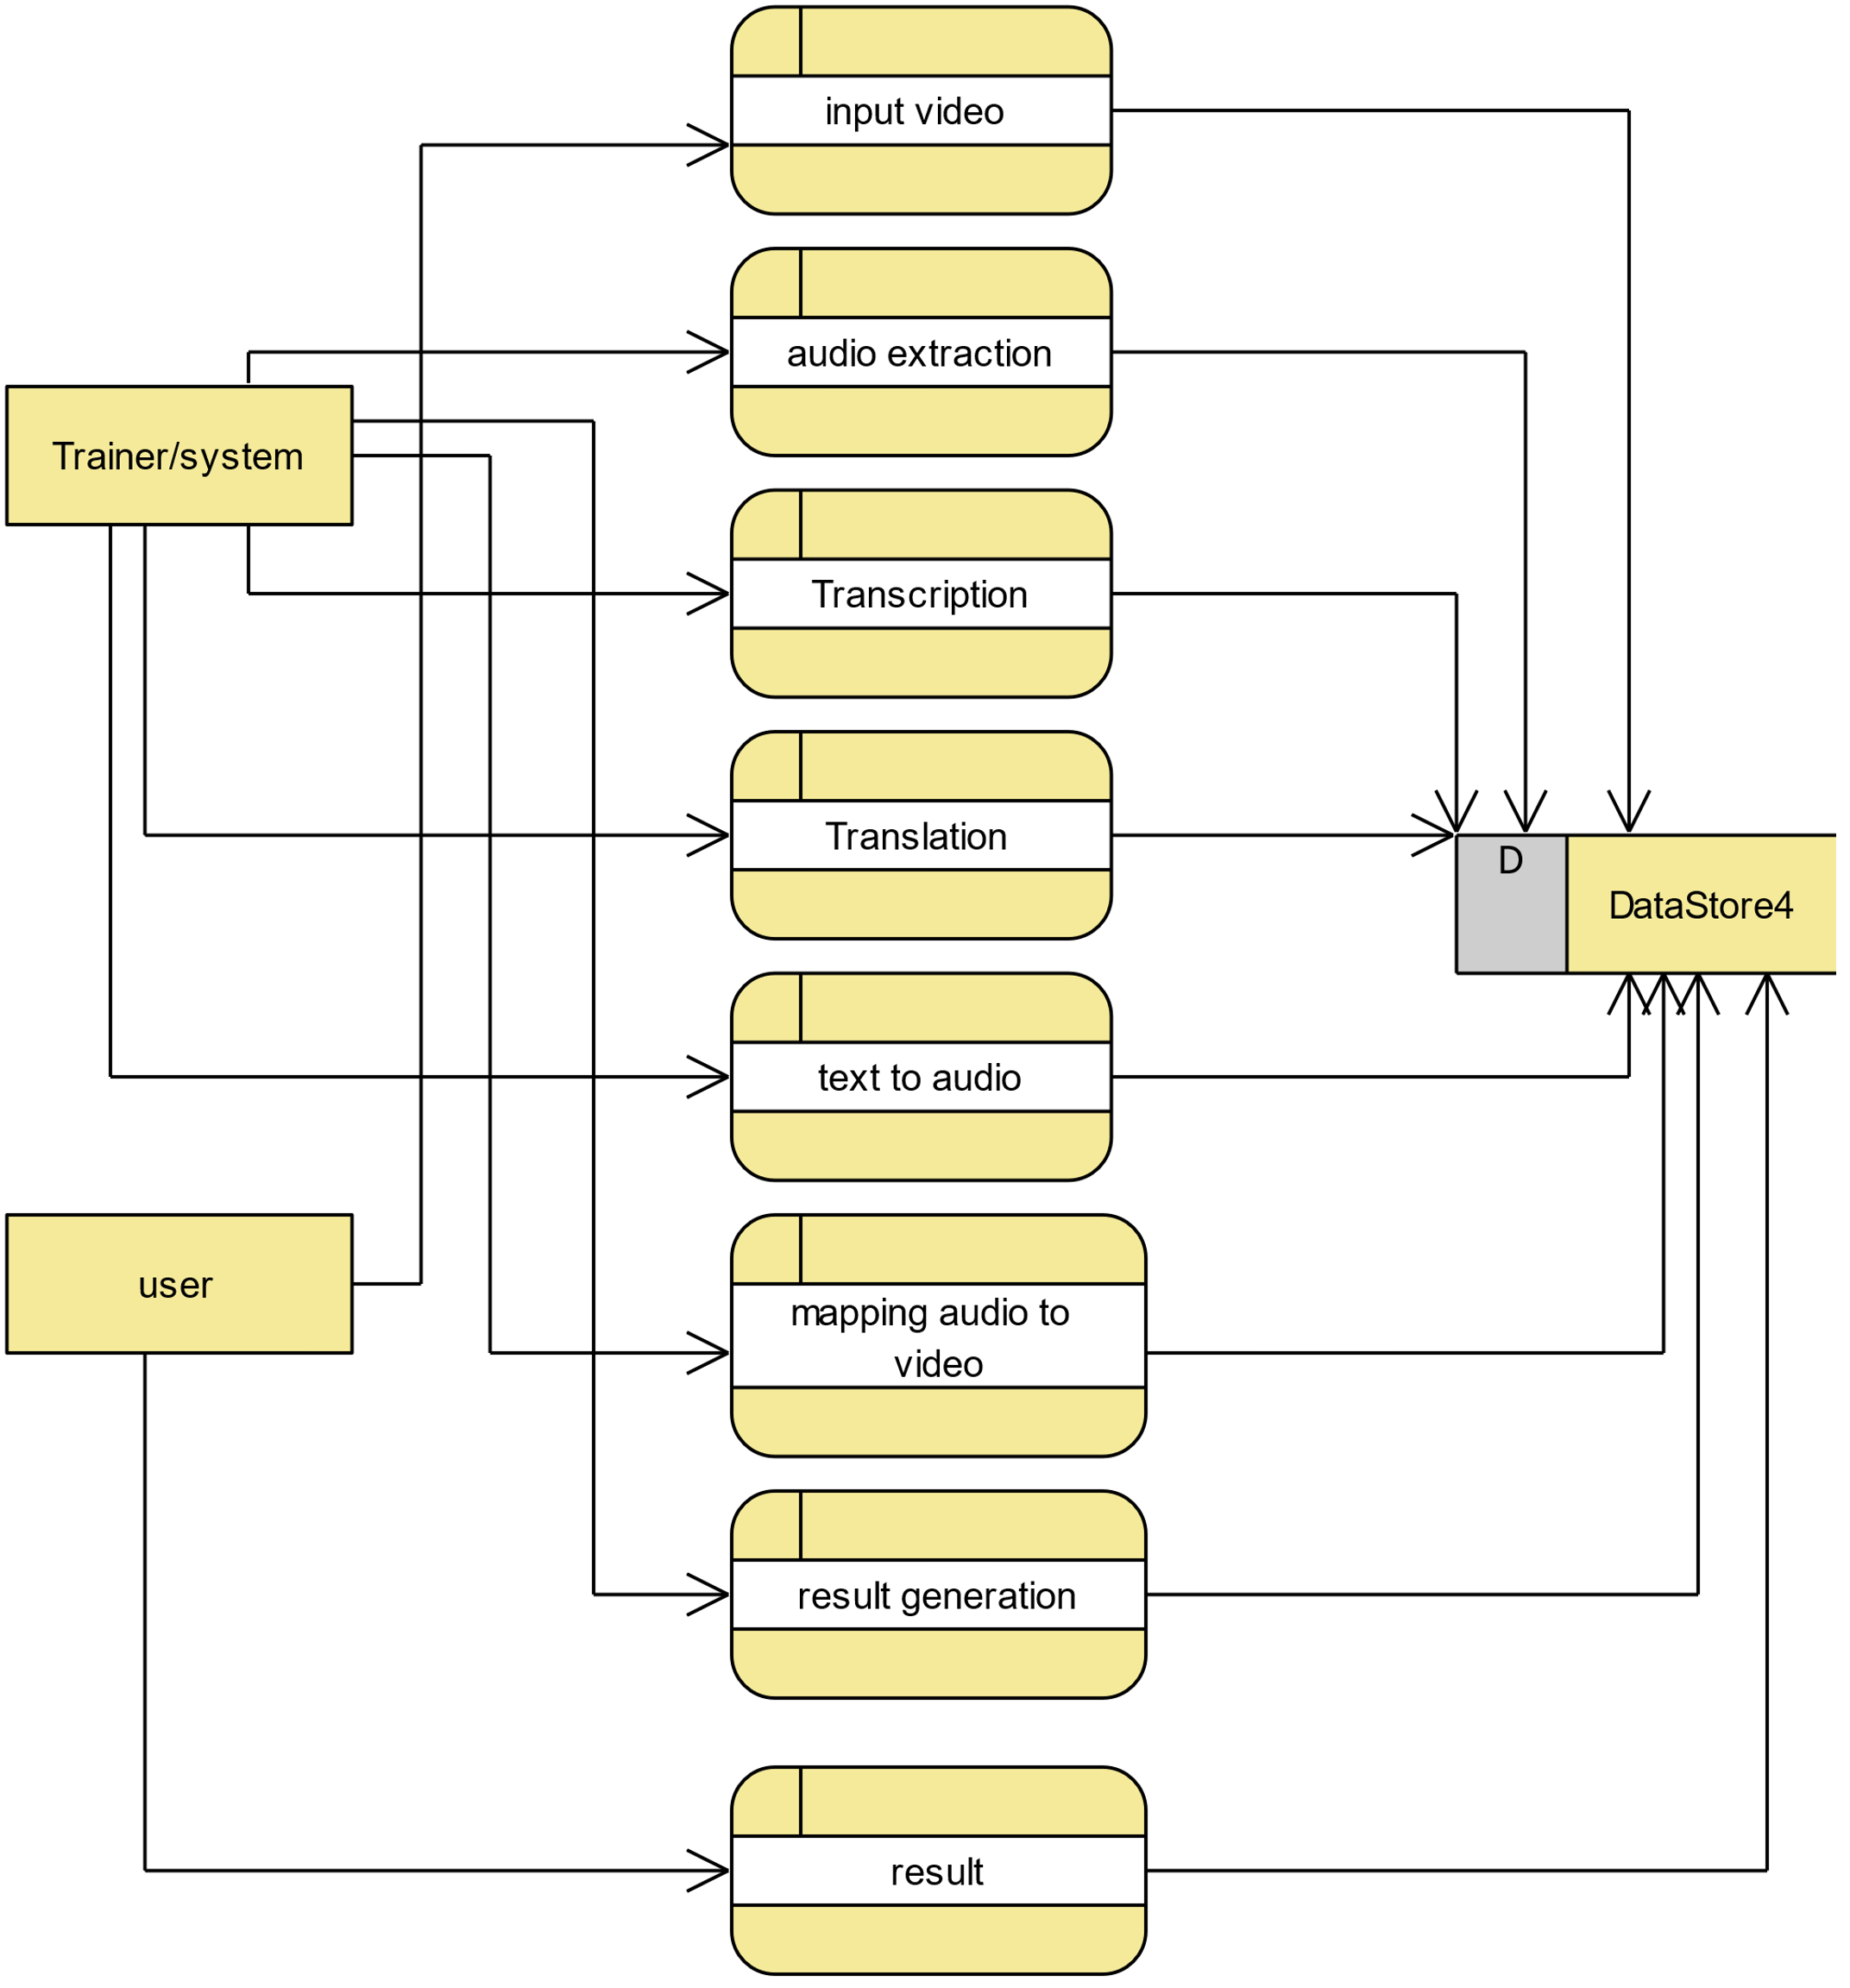 input video
audio extraction
Trainer/system
Transcription
Translation
D
DataStore4
text to audio
user
mapping audio to
video
result generation
result